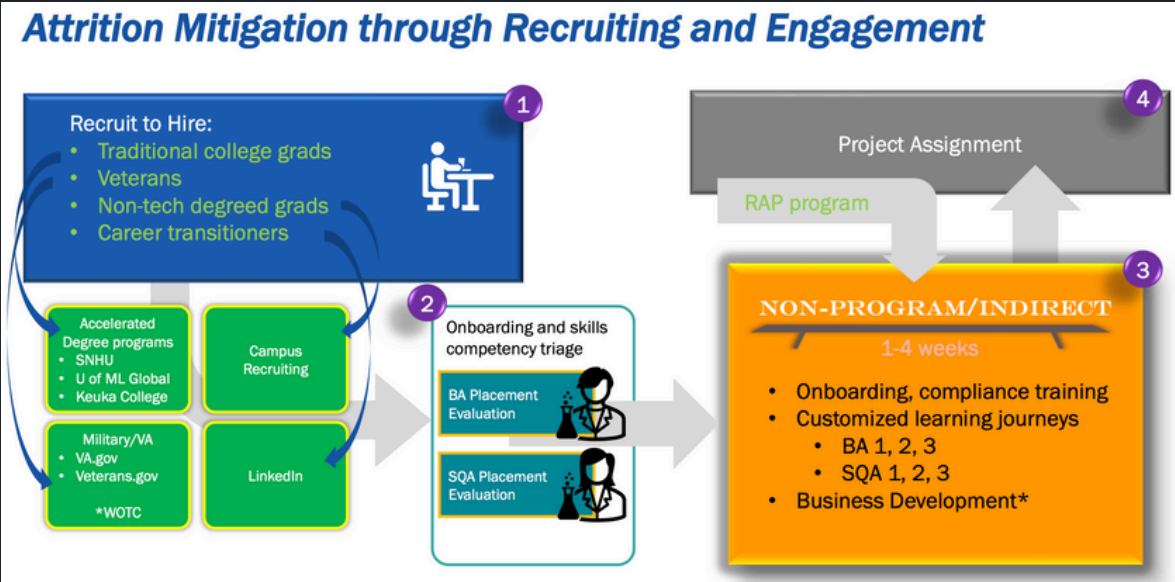 Attrition Mitigation through Recruiting and Engagement
1
Recruit to Hire:
• Traditional college grads
• Veterans
• Non-tech degreed grads
• Career transitioners
Accelerated
Degree programs
• SNHU
• U of ML Global
• Keuka College
Campus
Recruiting
Military/VA
• VA.gov
• Veterans.gov
*WOTC
LinkedIn
2
Onboarding and skills
competency triage
BA Placement
Evaluation
SQA Placement
Evaluation
4
Project Assignment
RAP program
3
NON-PROGRAM/INDIRECT
1-4 weeks
• Onboarding, compliance training
• Customized learning journeys
• BA 1, 2, 3
• SQA 1, 2, 3
• Business Development*